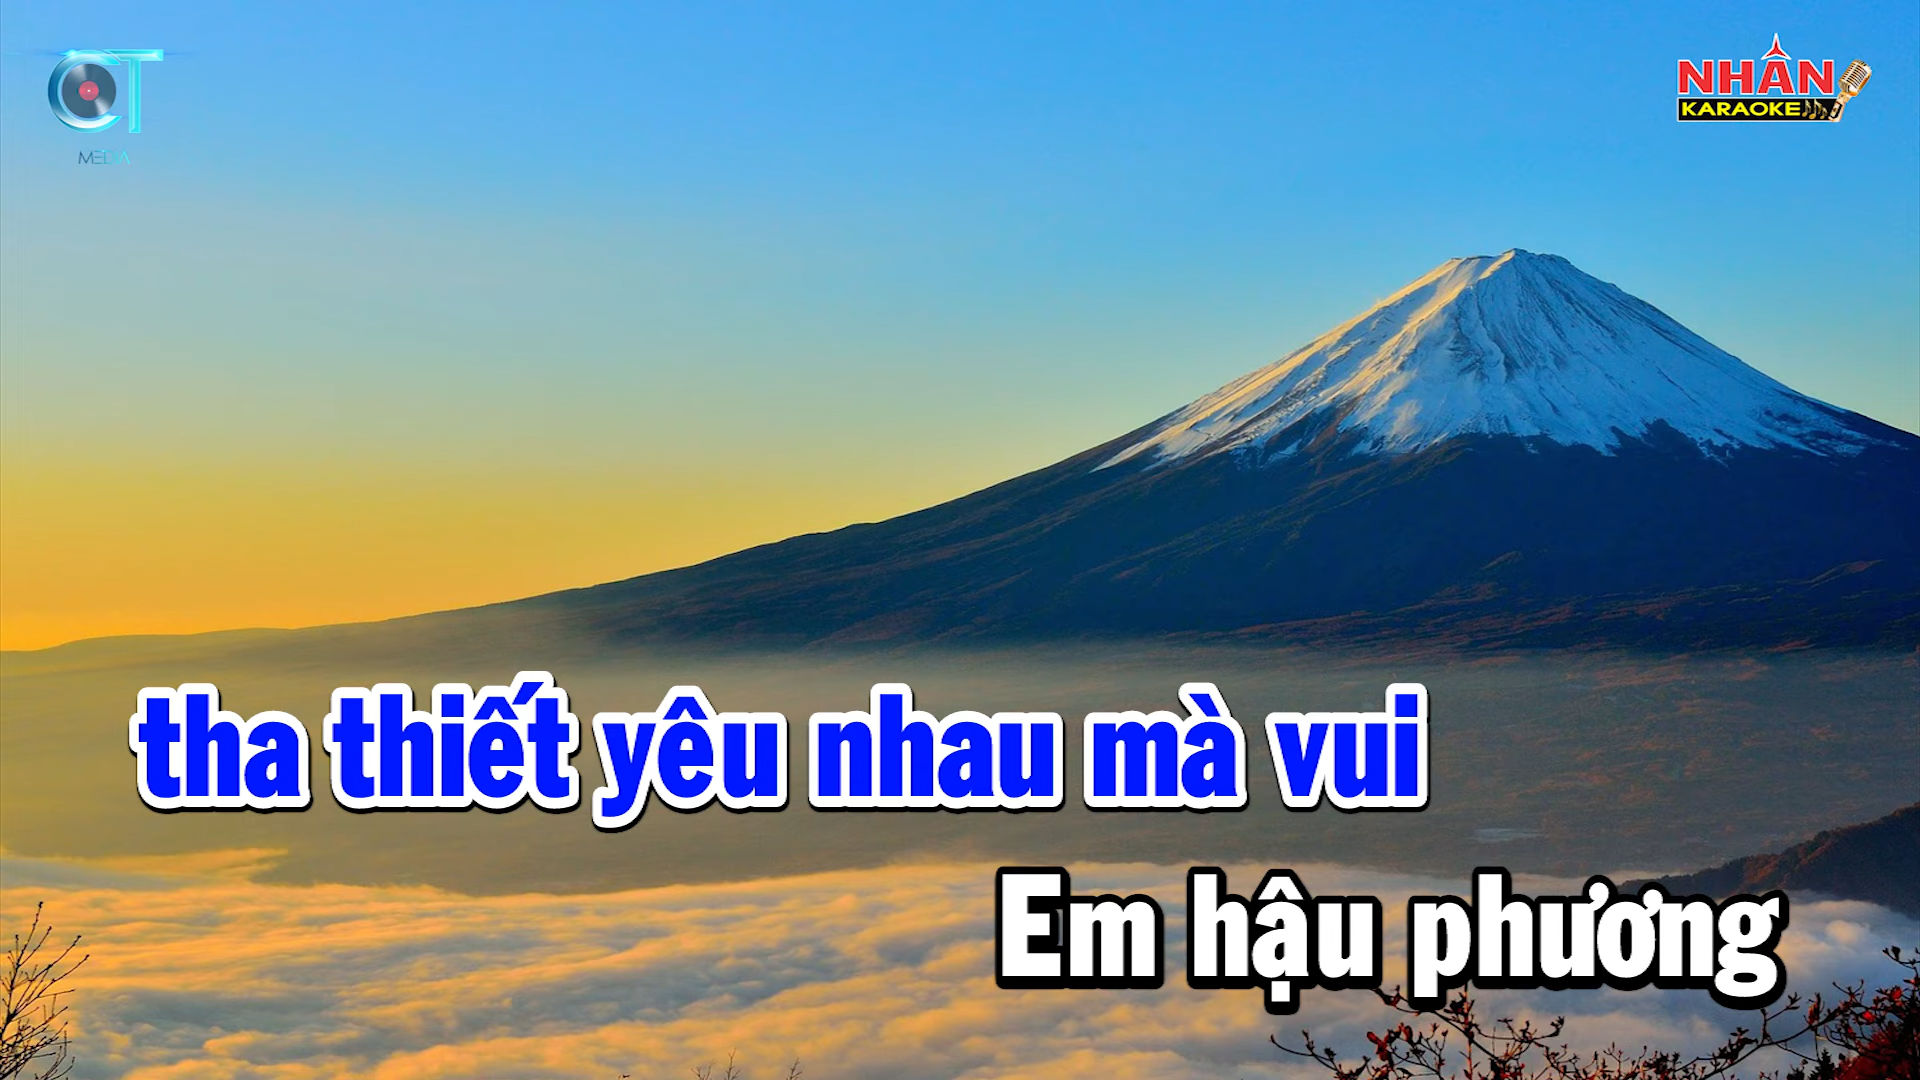 CT
MEDIA
NHÂN
KARAOKE
tha thiết yêu nhau mà vui
Em hậu phương